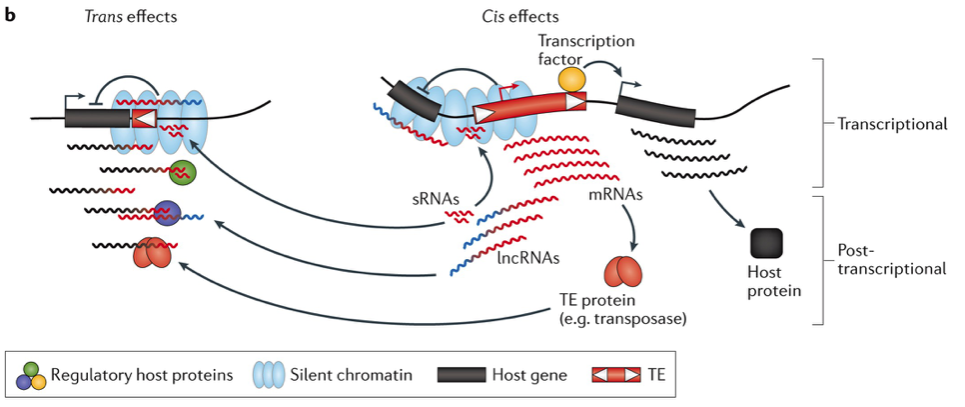 b
Trans effects
Cis effects
Transcription
factor
Transcriptional
sRNAs
mRNAs
lncRNAs
Host
protein
Post-
transcriptional
TE protein
(e.g. transposase)
Regulatory host proteins
Silent chromatin
Host gene
TE